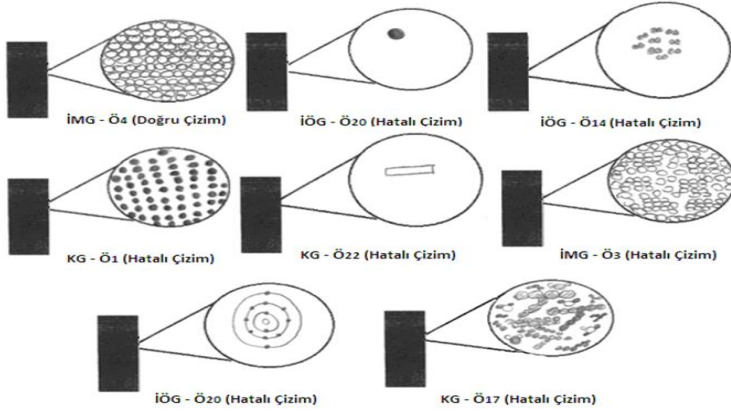 İMG - Ö4 (Doğru Çizim)
İÖG - Ö20 (Hatalı Çizim)
İÖG - Ö14 (Hatalı Çizim)
KG - Ö1 (Hatalı Çizim)
KG - Ö22 (Hatalı Çizim)
İMG - Ö3 (Hatalı Çizim)
İÖG - Ö20 (Hatalı Çizim)
KG - Ö17 (Hatalı Çizim)